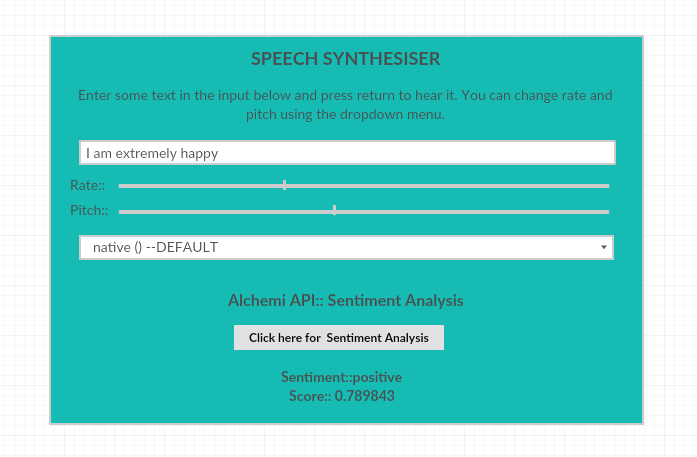 SPEECH SYNTHESISER
Enter some text in the input below and press return to hear it. You can change rate and
pitch using the dropdown menu.
I am extremely happy
Rate::
Pitch::
native () --DEFAULT
Alchemi API:: Sentiment Analysis
Click here for  Sentiment Analysis
Sentiment::positive
Score:: 0.789843